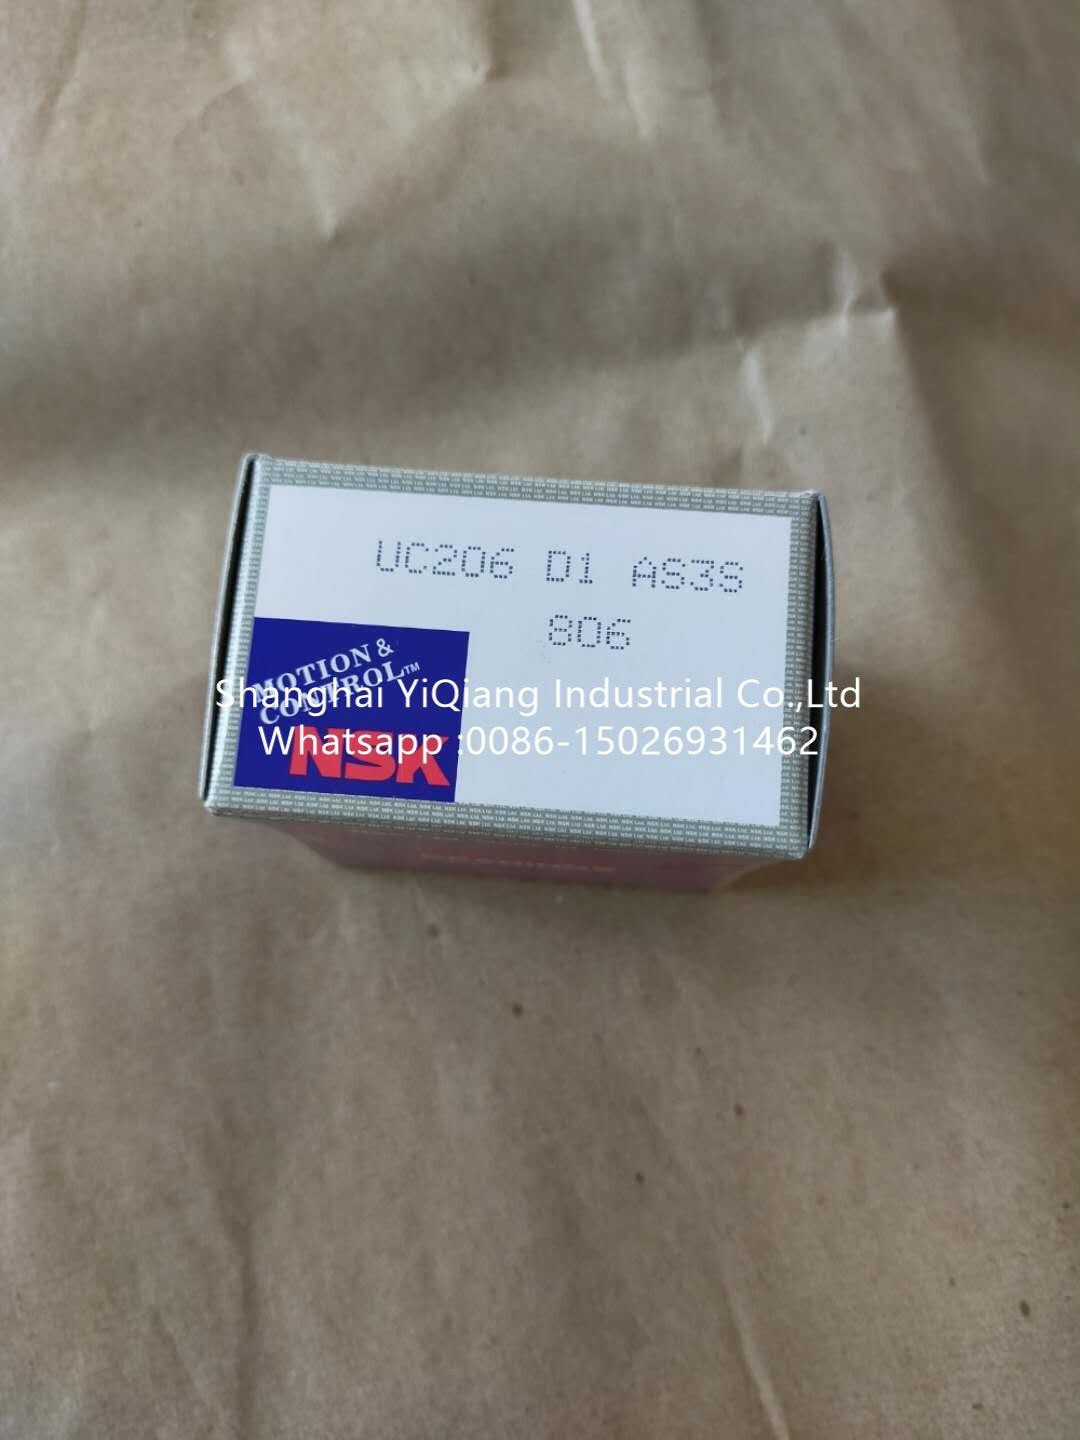 UC206 D1 AS3S
806
MOTION &
CONTROL™
NSK
Shanghai YiQiang Industrial Co.,Ltd
Whatsapp :0086-15026931462